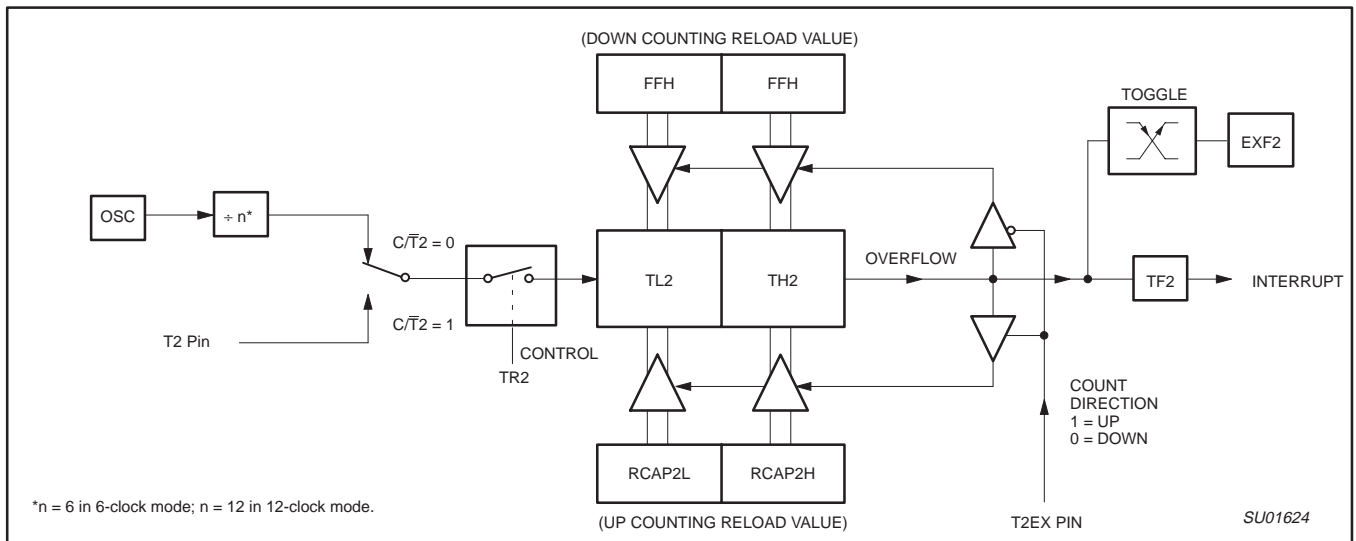 (DOWN COUNTING RELOAD VALUE)
FFH
FFH
TOGGLE
EXF2
OSC
÷ n*
C/T̅2 = 0
TL2
TH2
OVERFLOW
TF2
INTERRUPT
C/T̅2 = 1
T2 Pin
CONTROL
TR2
COUNT
DIRECTION
1 = UP
0 = DOWN
RCAP2L
RCAP2H
*n = 6 in 6-clock mode; n = 12 in 12-clock mode.
(UP COUNTING RELOAD VALUE)
T2EX PIN
SU01624